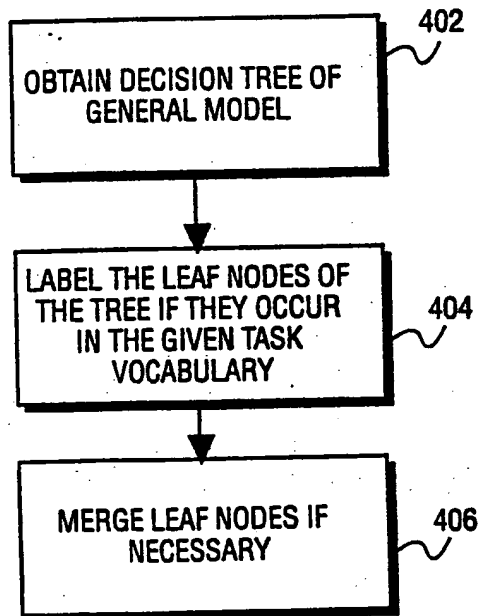 402
OBTAIN DECISION TREE OF
GENERAL MODEL
LABEL THE LEAF NODES OF
THE TREE IF THEY OCCUR
IN THE GIVEN TASK
VOCABULARY
404
MERGE LEAF NODES IF
NECESSARY
406